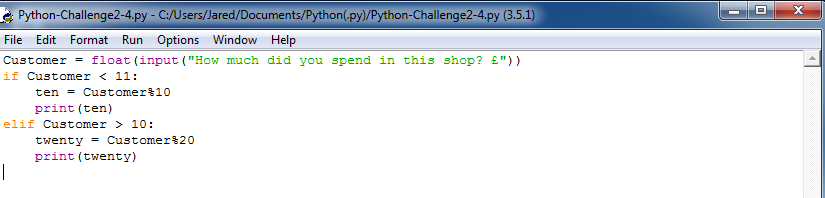 Python-Challenge2-4.py - C:/Users/Jared/Documents/Python(.py)/Python-Challenge2-4.py (3.5.1)
File Edit Format Run Options Window Help
Customer = float(input("How much did you spend in this shop? £"))
if Customer < 11:
    ten = Customer%10
    print(ten)
elif Customer > 10:
    twenty = Customer%20
    print(twenty)